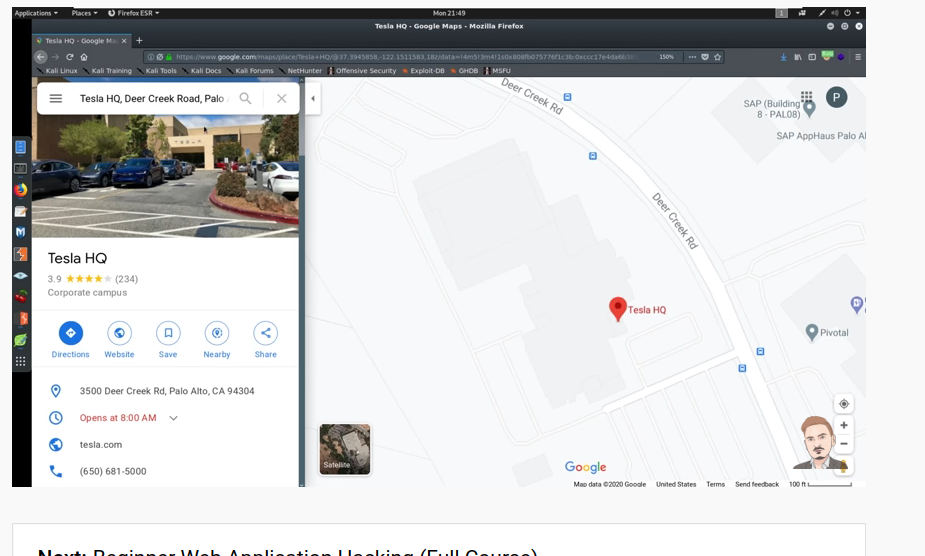 Applications Places Firefox ESR Mon 21:49 1
Tesla HQ - Google Maps - Mozilla Firefox
Tesla HQ - Google Ma
https://www.google.com/maps/place/Tesla+HQ/@37.3945858,-122.1511583,18z/data= 150%
Kali Linux Kali Training Kali Tools Kali Docs Kali Forums NetHunter Offensive Security Exploit-DB GHDB MSFU
Tesla HQ, Deer Creek Road, Palo
Tesla HQ
3.9 (234)
Corporate campus
Directions Website Save Nearby Share
3500 Deer Creek Rd, Palo Alto, CA 94304
Opens at 8:00 AM
tesla.com
(650) 681-5000
Deer Creek Rd
SAP (Building
8 - PAL08)
P
SAP AppHaus Palo Al
Deer Creek Rd
Tesla HQ
Pivotal
Satellite
Google
Map data ©2020 Google United States Terms Send feedback 100 ft
Next: Beginner Web Application Hacking (Full Course)